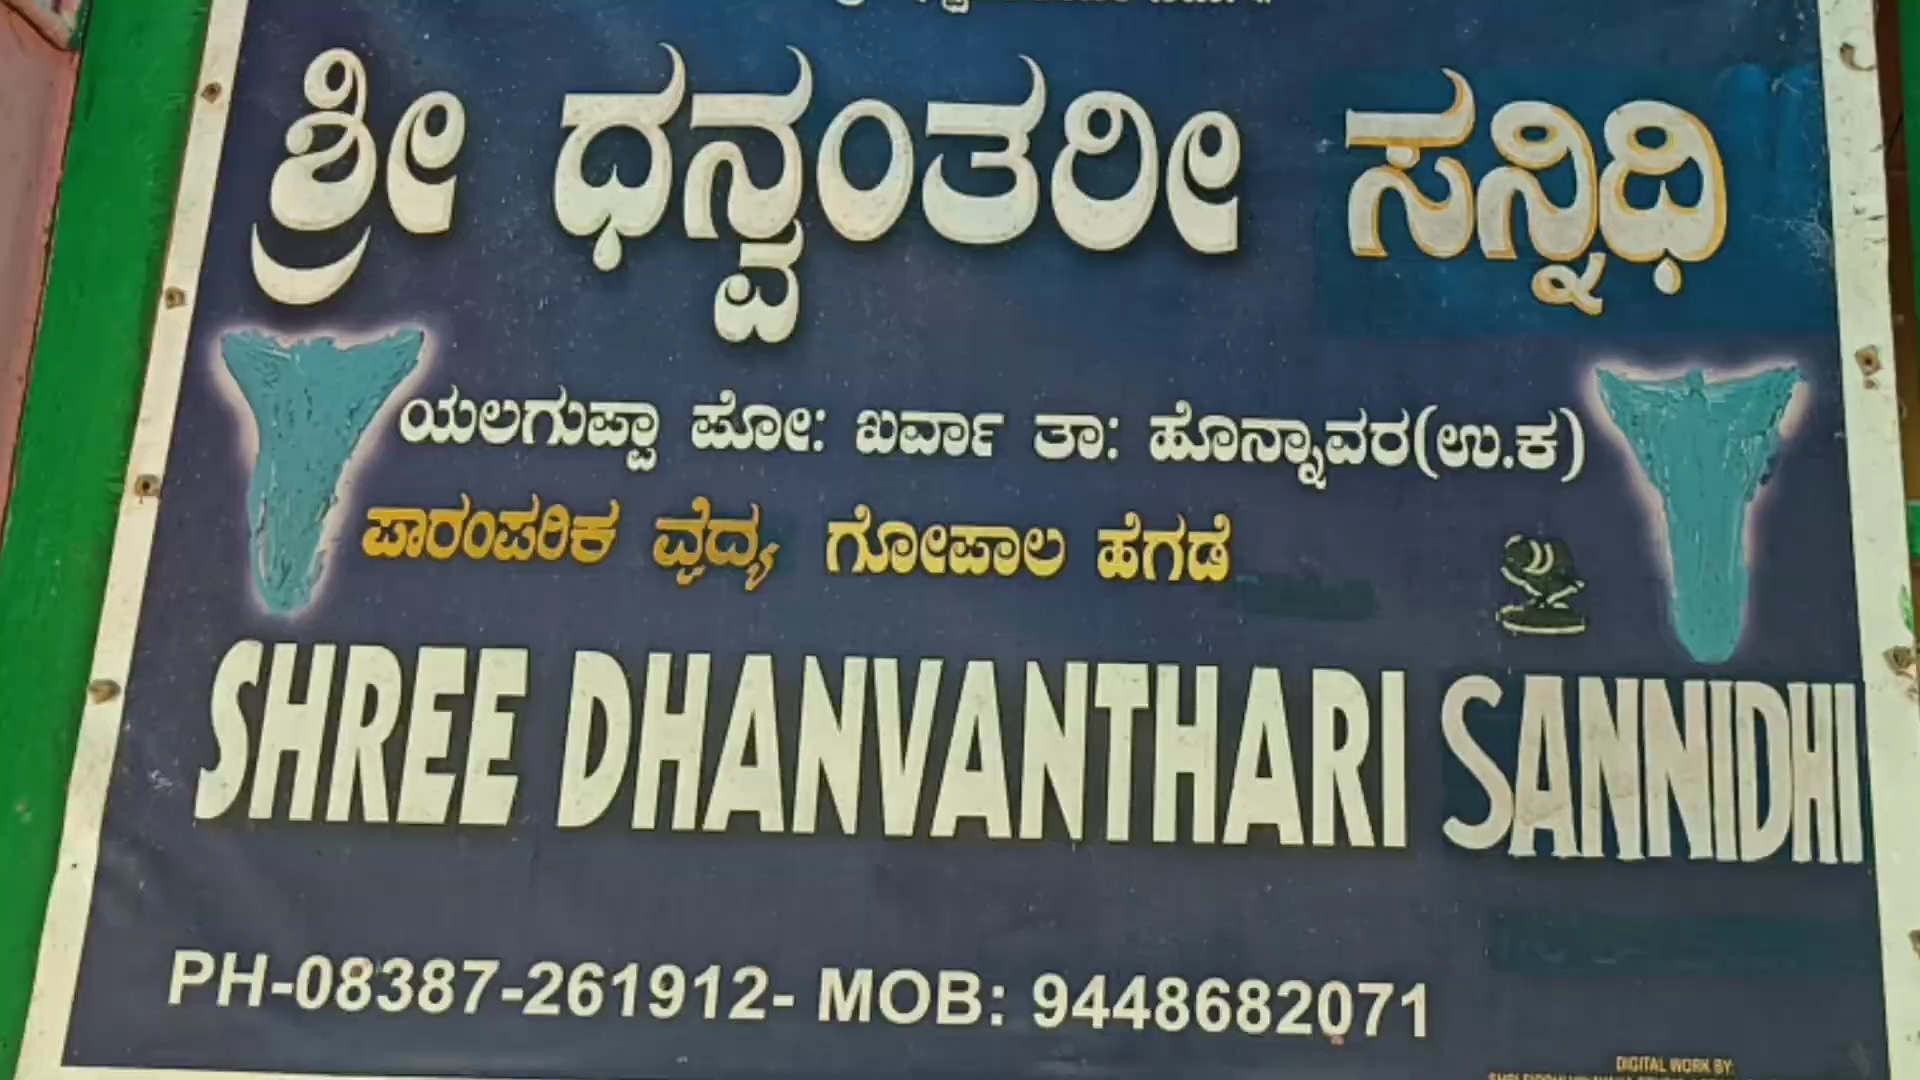 ಶ್ರೀ ಧನ್ವಂತರೀ ಸನ್ನಿಧಿ
ಯಲಗುಪ್ಪಾ ಪೋ: ಖರ್ವಾ ತಾ: ಹೊನ್ನಾವರ(ಉ.ಕ)
ಪಾರಂಪರಿಕ ವೈದ್ಯ ಗೋಪಾಲ ಹೆಗಡೆ
SHREE DHANVANTHARI SANNIDHI
PH-08387-261912- MOB: 9448682071
DIGITAL WORK BY: